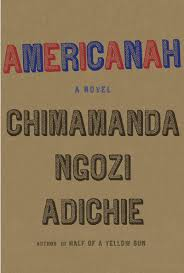 AMERICANAH
A NOVEL
CHIMAMANDA
NGOZI
ADICHIE
AUTHOR OF HALF OF A YELLOW SUN